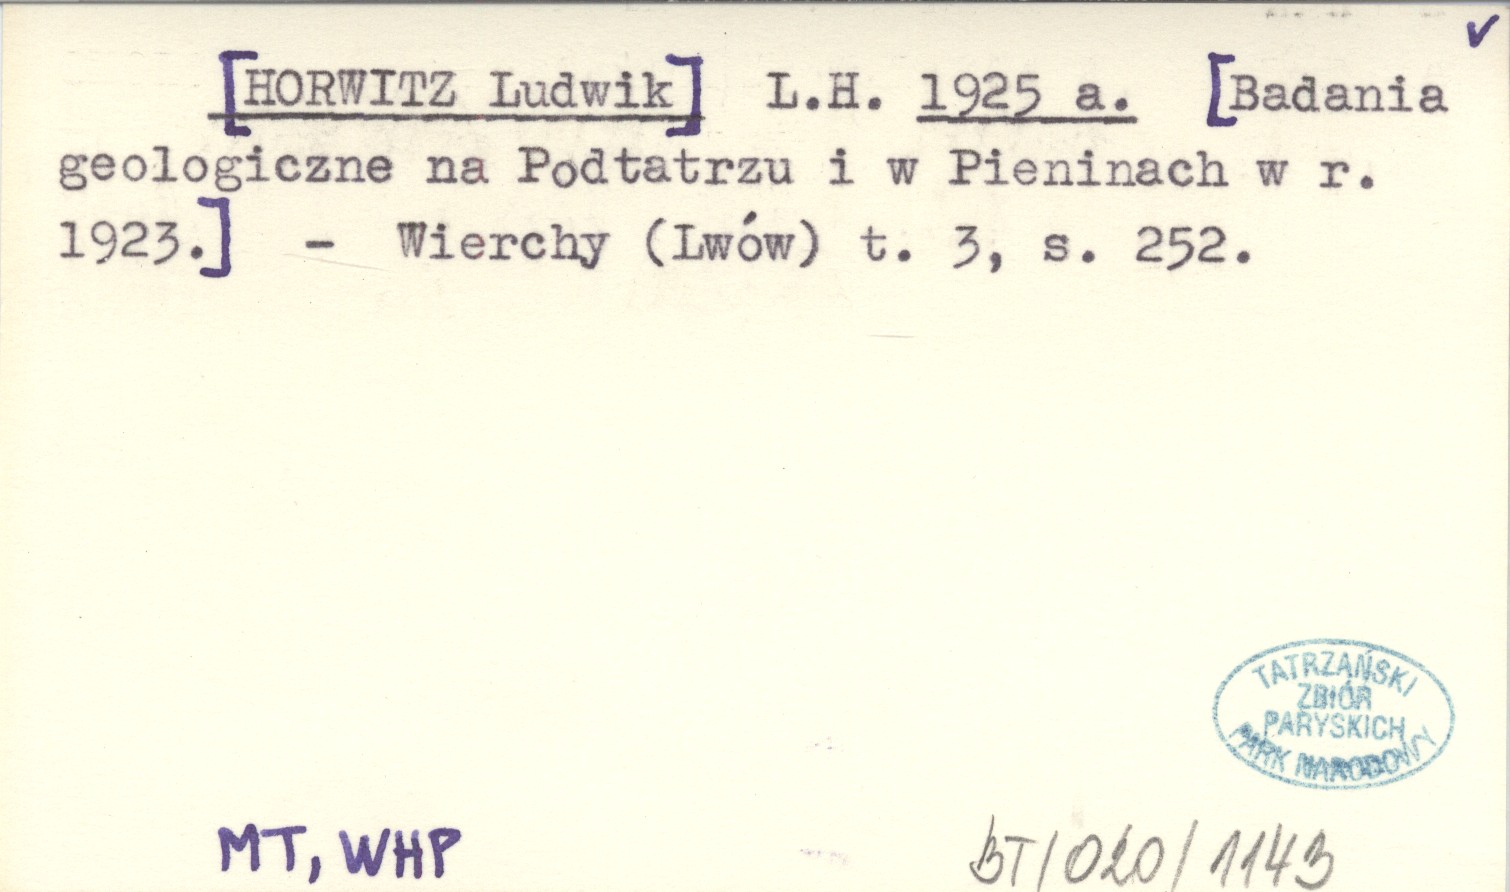 ✓
[HORWITZ Ludwik] L.H. 1925 a. [Badania
geologiczne na Podtatrzu i w Pieninach w r.
1923.] - Wierchy (Lwów) t. 3, s. 252.
TATRZAŃSKI
ZBIÓR
PARYSKICH
PARK NARODOWY
MT, WHP
BT/020/1143